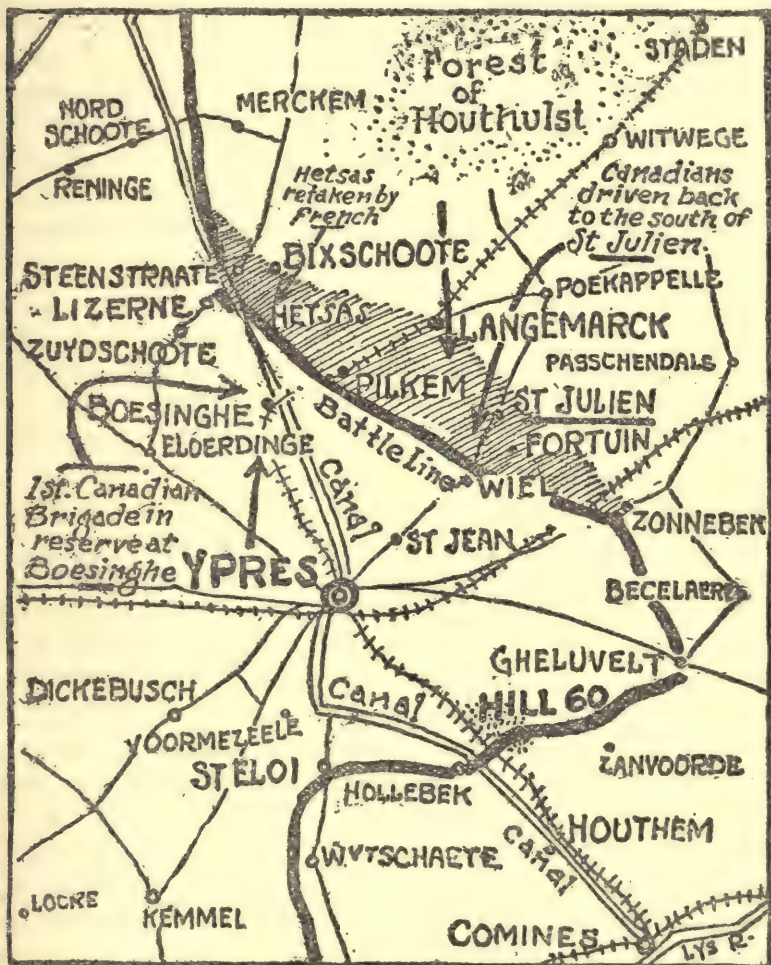 STADEN
Forest
of
Houthulst
NORD
SCHOOTE
MERCKEM
WITWEGE
RENINGE
Hetsas
retaken by
French
Canadians
driven back
to the south of
St Julien.
STEENSTRAATE
BIXSCHOOTE
POEKAPPELLE
LIZERNE
HETSAS
LANGEMARCK
ZUYDSCHOOTE
PASSCHENDALE
PILKEM
BOESINGHE
ST JULIEN
ELOERDINGE
Battle Line
FORTUIN
Canal
WIEL
1st. Canadian
Brigade in
reserve at
Boesinghe
ZONNEBEK
YPRES
ST JEAN
BECELAERE
GHELUVELT
DICKEBUSCH
Canal
HILL 60
VOORMEZEELE
ST ELOI
ZANVOORDE
HOLLEBEK
HOUTHEM
WYTSCHAETE
Canal
LOCRE
KEMMEL
COMINES
LYS R.